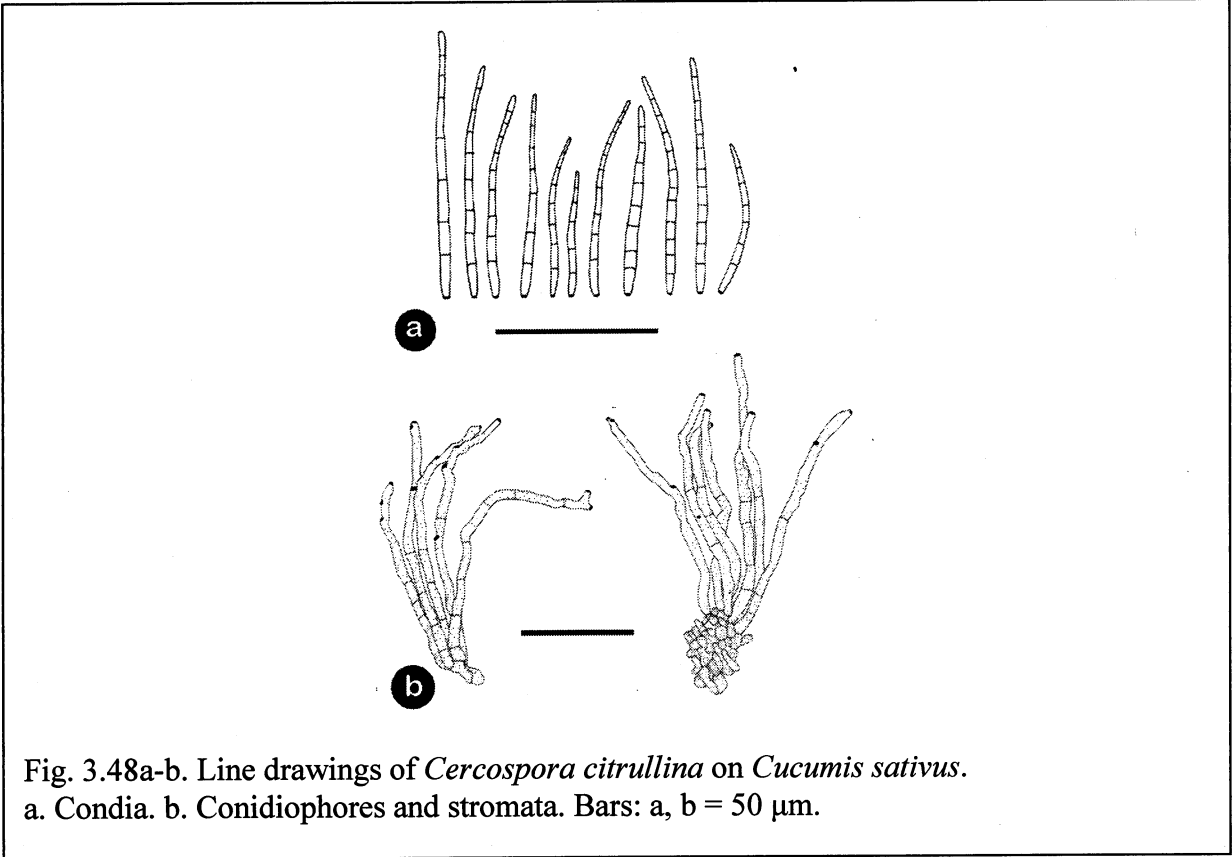 a
b
Fig. 3.48a-b. Line drawings of Cercospora citrullina on Cucumis sativus.
a. Condia. b. Conidiophores and stromata. Bars: a, b = 50 μm.